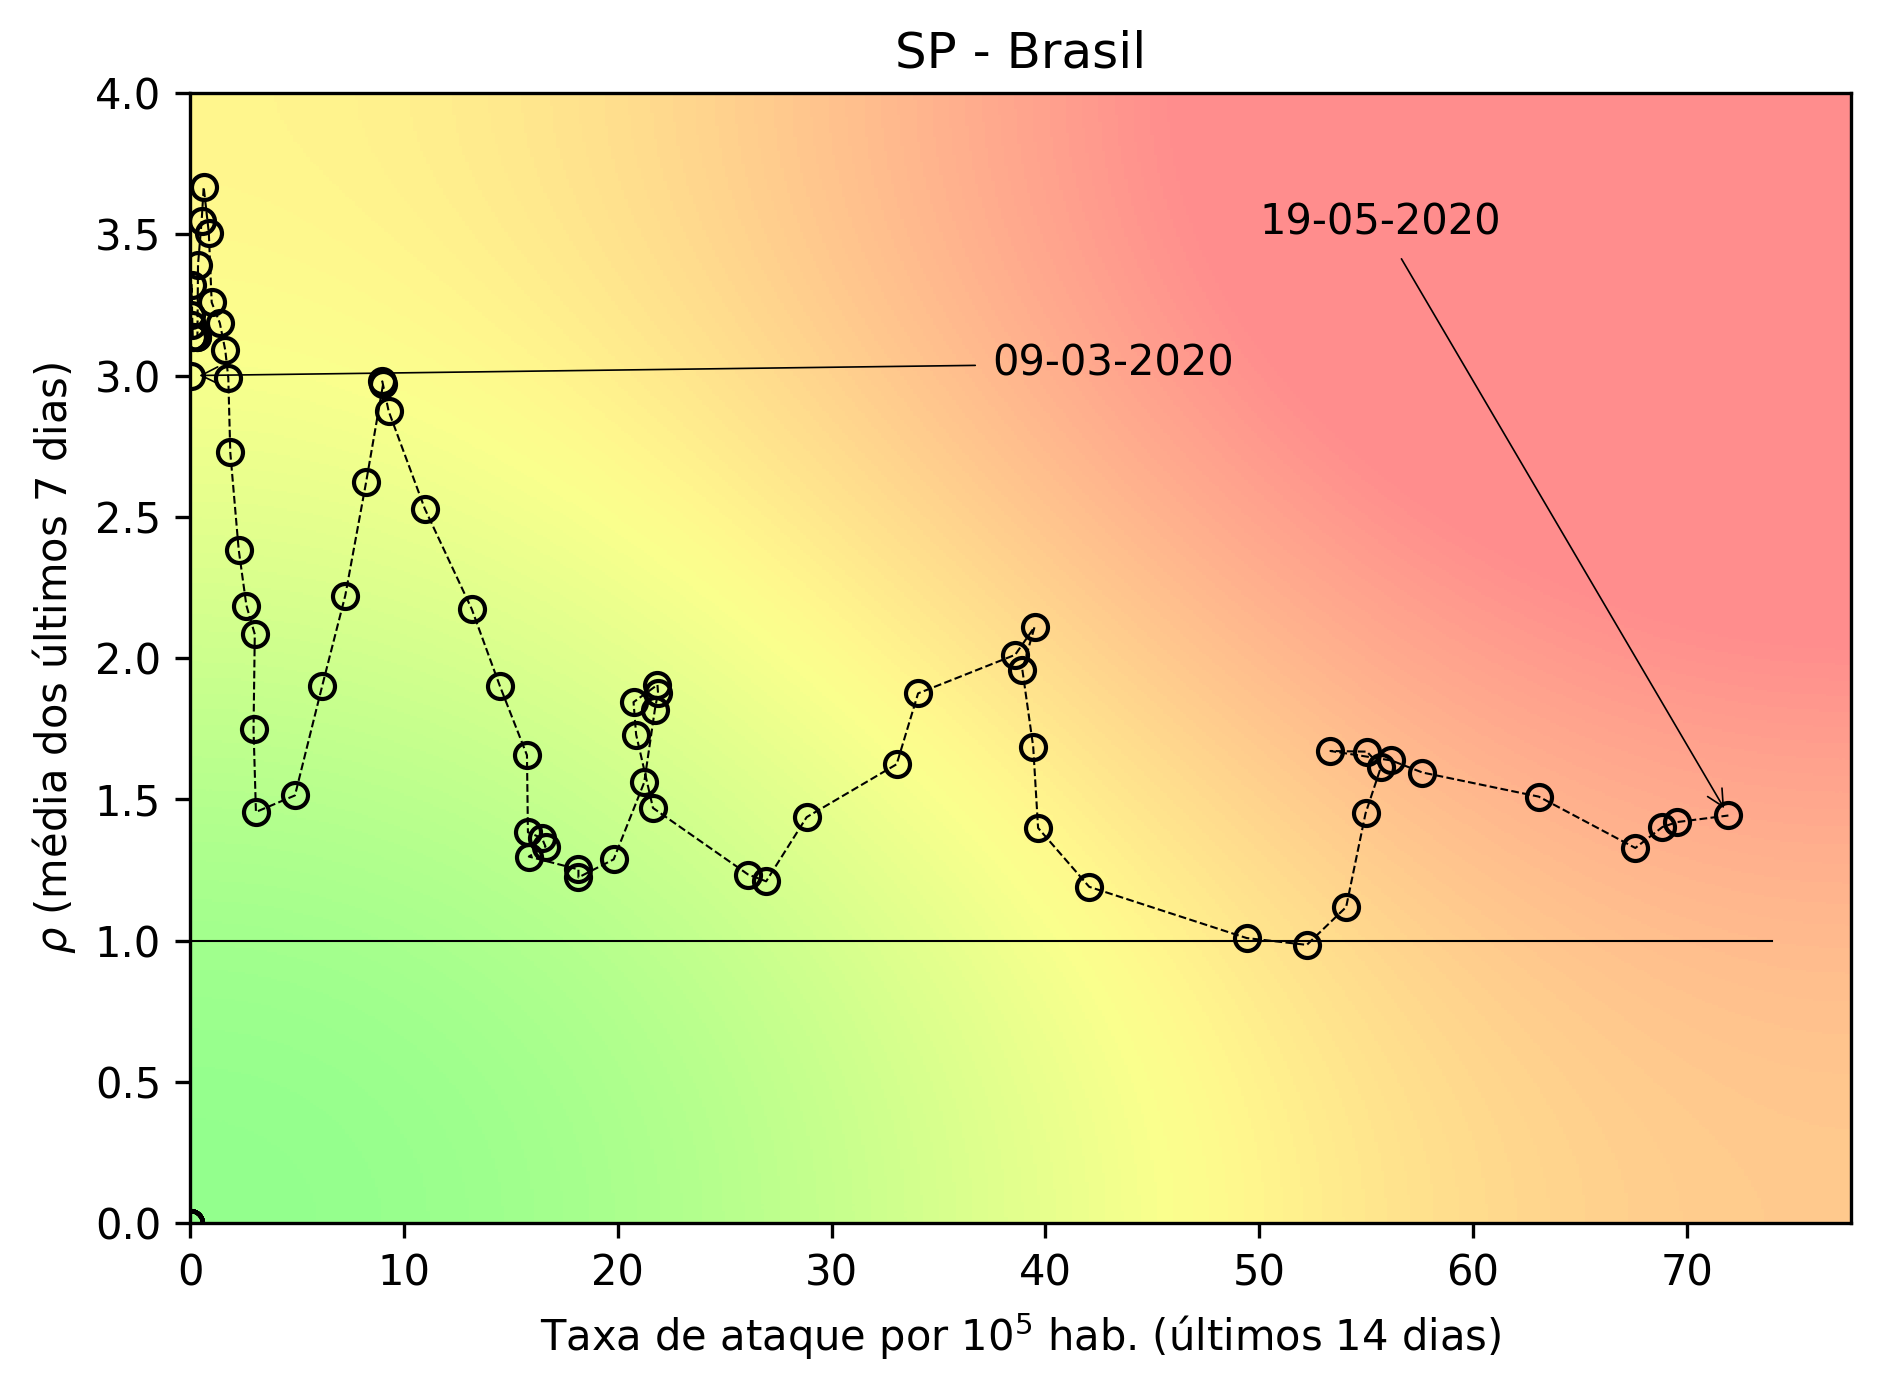 SP - Brasil
4.0
3.5
3.0
2.5
2.0
1.5
1.0
0.5
0.0
ρ (média dos últimos 7 dias)
19-05-2020
09-03-2020
0 10 20 30 40 50 60 70
Taxa de ataque por 10⁵ hab. (últimos 14 dias)